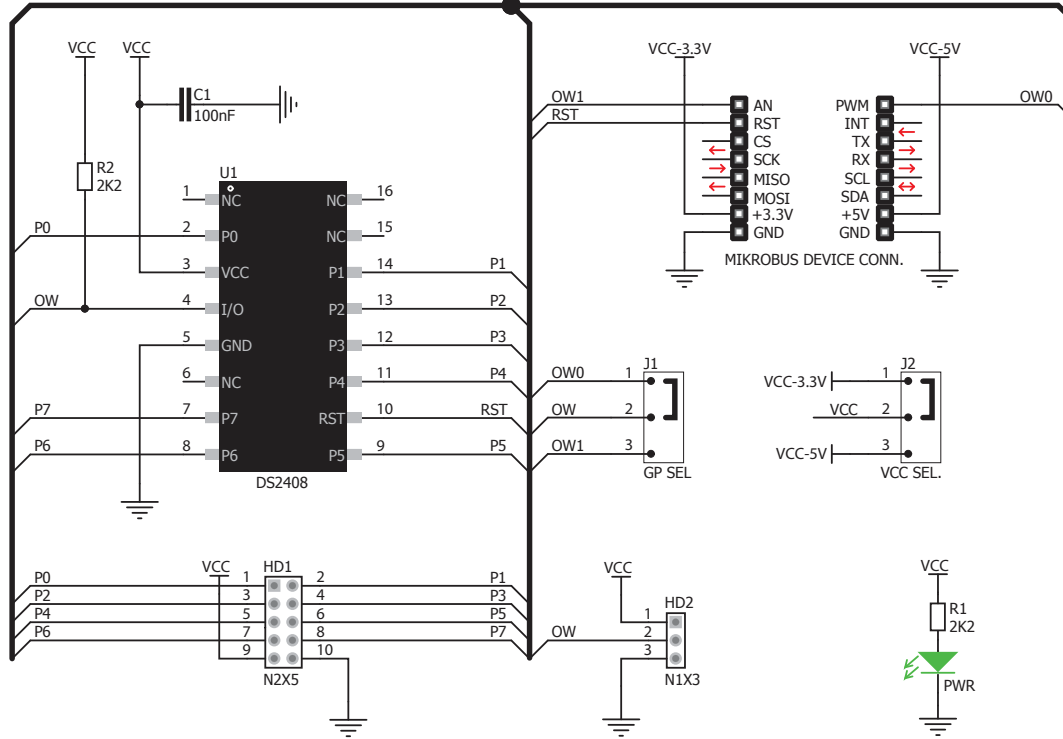 VCC VCC VCC-3.3V VCC-5V
C1
100nF
OW1 AN PWM OW0
RST RST INT
CS TX
SCK RX
MISO SCL
MOSI SDA
+3.3V +5V
GND GND
MIKROBUS DEVICE CONN.
R2
2K2
U1
1 NC NC 16
P0 2 P0 NC 15
3 VCC P1 14 P1
OW 4 I/O P2 13 P2
5 GND P3 12 P3
6 NC P4 11 P4
P7 7 P7 RST 10 RST
P6 8 P6 P5 9 P5
DS2408
J1
OW0 1
OW 2
OW1 3
GP SEL
J2
VCC-3.3V 1
VCC 2
VCC-5V 3
VCC SEL.
VCC HD1
P0 1 2 P1
P2 3 4 P3
P4 5 6 P5
P6 7 8 P7
9 10
N2X5
VCC
HD2
1
OW 2
3
N1X3
VCC
R1
2K2
PWR